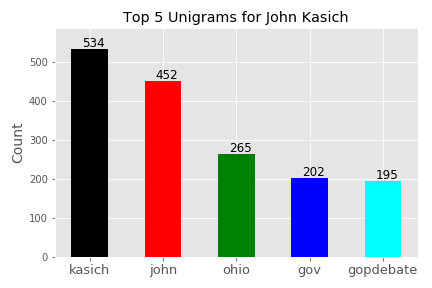 Top 5 Unigrams for John Kasich
Count
500
400
300
200
100
0
534
452
265
202
195
kasich
john
ohio
gov
gopdebate